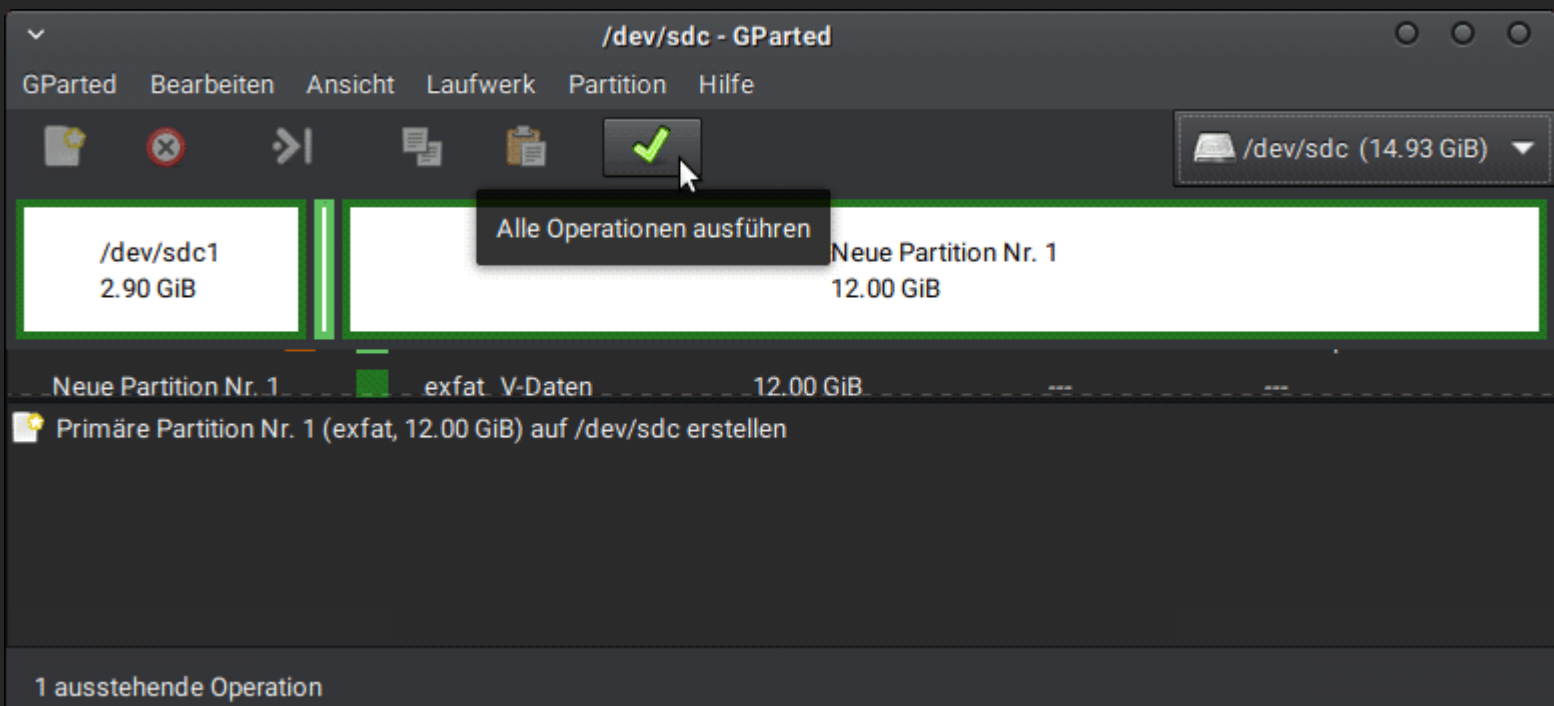 /dev/sdc - GParted
GParted Bearbeiten Ansicht Laufwerk Partition Hilfe
/dev/sdc (14.93 GiB)
Alle Operationen ausführen
/dev/sdc1
2.90 GiB
Neue Partition Nr. 1
12.00 GiB
Neue Partition Nr. 1 exfat V-Daten 12.00 GiB --- ---
Primäre Partition Nr. 1 (exfat, 12.00 GiB) auf /dev/sdc erstellen
1 ausstehende Operation